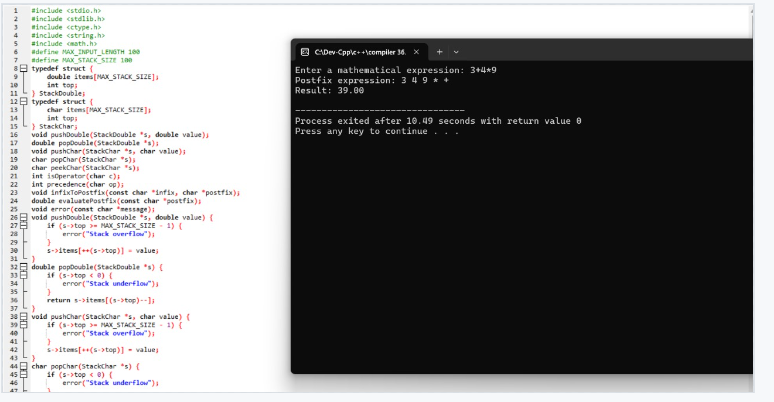 1 #include <stdio.h>
2 #include <stdlib.h>
3 #include <ctype.h>
4 #include <string.h>
5 #include <math.h>
6 #define MAX_INPUT_LENGTH 100
7 #define MAX_STACK_SIZE 100
8 typedef struct {
9 double items[MAX_STACK_SIZE];
10 int top;
11 } StackDouble;
12 typedef struct {
13 char items[MAX_STACK_SIZE];
14 int top;
15 } StackChar;
16 void pushDouble(StackDouble *s, double value);
17 double popDouble(StackDouble *s);
18 void pushChar(StackChar *s, char value);
19 char popChar(StackChar *s);
20 char peekChar(StackChar *s);
21 int isOperator(char c);
22 int precedence(char op);
23 void infixToPostfix(const char *infix, char *postfix);
24 double evaluatePostfix(const char *postfix);
25 void error(const char *message);
26 void pushDouble(StackDouble *s, double value) {
27 if (s->top >= MAX_STACK_SIZE - 1) {
28 error("Stack overflow");
29 }
30 s->items[++(s->top)] = value;
31 }
32 double popDouble(StackDouble *s) {
33 if (s->top < 0) {
34 error("Stack underflow");
35 }
36 return s->items[(s->top)--];
37 }
38 void pushChar(StackChar *s, char value) {
39 if (s->top >= MAX_STACK_SIZE - 1) {
40 error("Stack overflow");
41 }
42 s->items[++(s->top)] = value;
43 }
44 char popChar(StackChar *s) {
45 if (s->top < 0) {
46 error("Stack underflow");
47 }
C:\Dev-Cpp\c++\compiler 36.
Enter a mathematical expression: 3+4*9
Postfix expression: 3 4 9 * +
Result: 39.00
--------------------------------
Process exited after 10.49 seconds with return value 0
Press any key to continue . . .